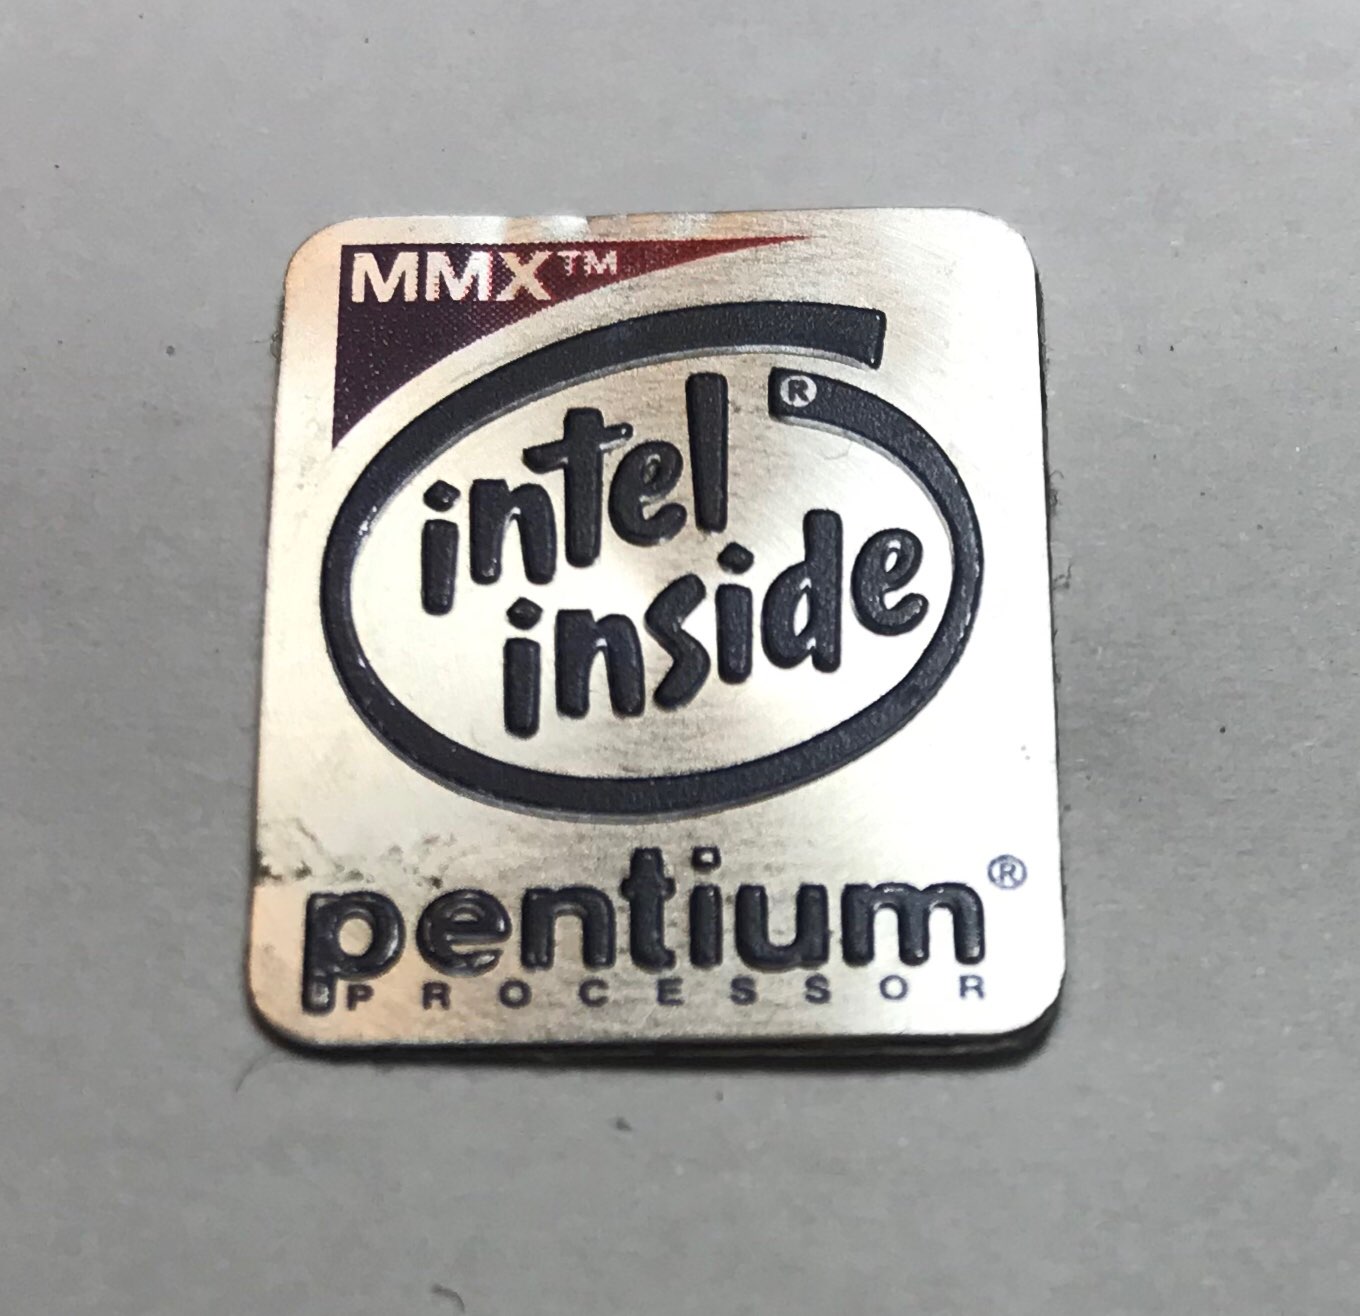 MMX™
intel®
inside
pentium®
PROCESSOR